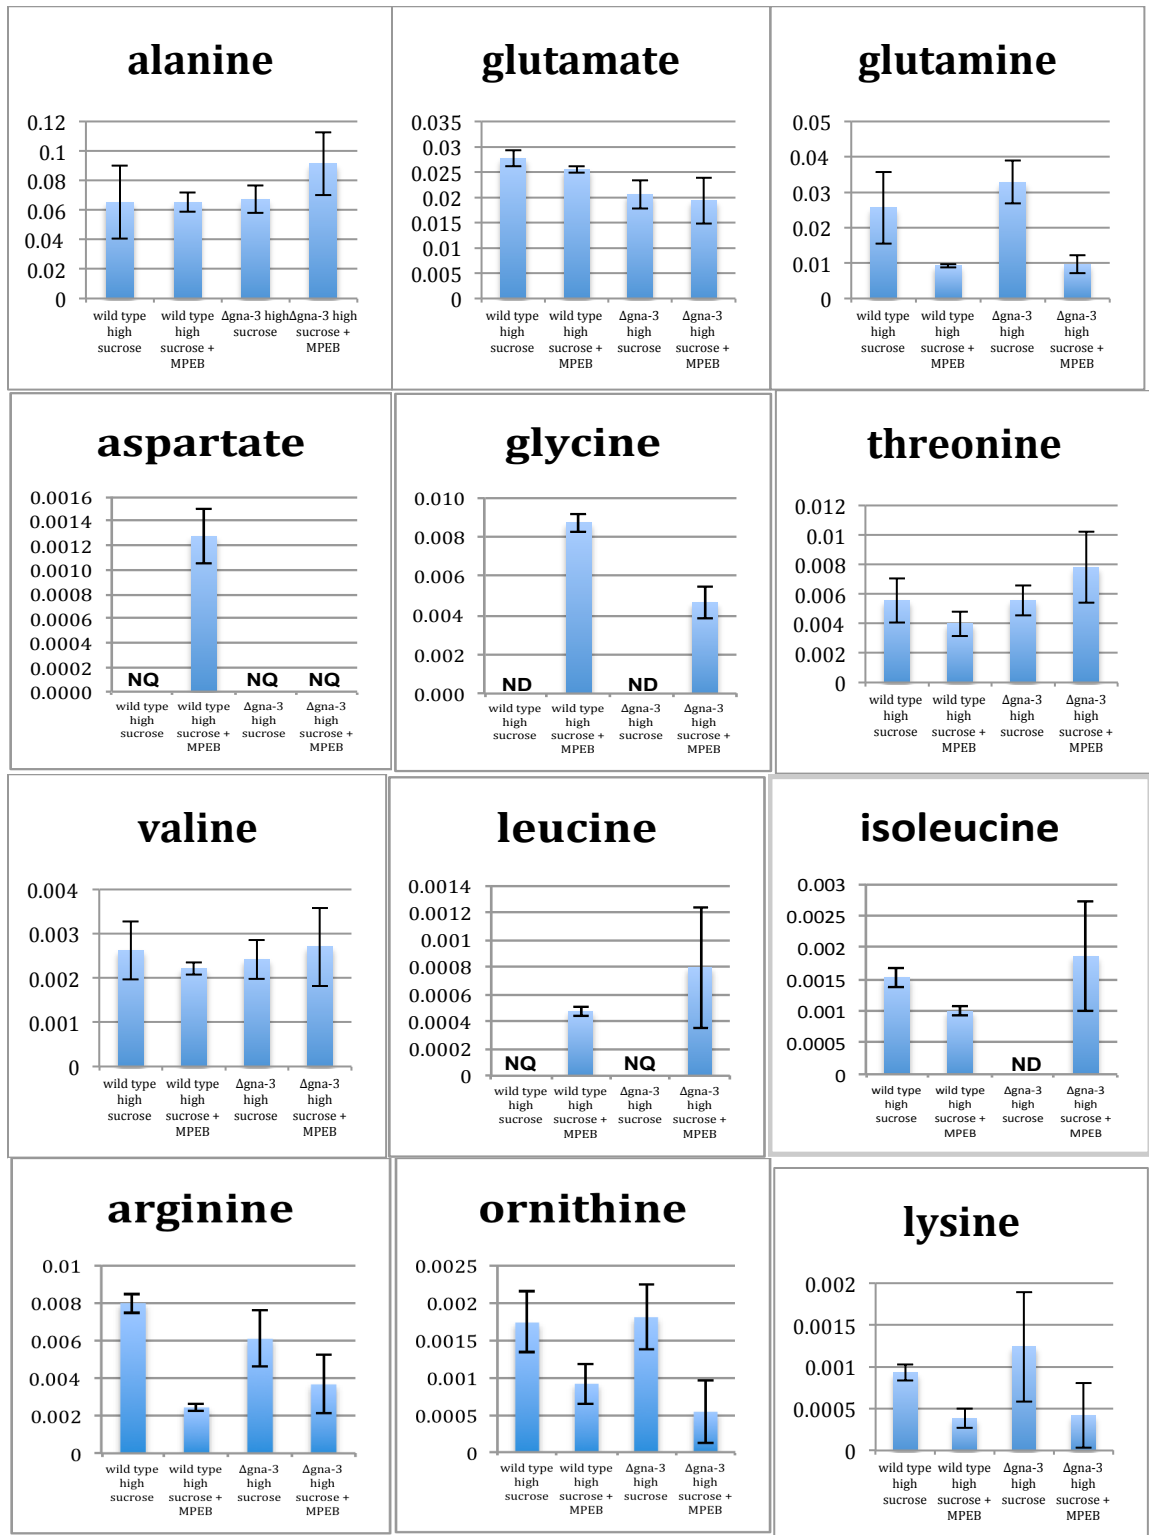 alanine
0.12
0.1
0.08
0.06
0.04
0.02
0
wild type high sucrose
wild type high sucrose + MPEB
Δgna-3 high sucrose
Δgna-3 high sucrose + MPEB
glutamate
0.035
0.03
0.025
0.02
0.015
0.01
0.005
0
wild type high sucrose
wild type high sucrose + MPEB
Δgna-3 high sucrose
Δgna-3 high sucrose + MPEB
glutamine
0.05
0.04
0.03
0.02
0.01
0
wild type high sucrose
wild type high sucrose + MPEB
Δgna-3 high sucrose
Δgna-3 high sucrose + MPEB
aspartate
0.0016
0.0014
0.0012
0.0010
0.0008
0.0006
0.0004
0.0002
0.0000
NQ
NQ
NQ
wild type high sucrose
wild type high sucrose + MPEB
Δgna-3 high sucrose
Δgna-3 high sucrose + MPEB
glycine
0.010
0.008
0.006
0.004
0.002
0.000
ND
ND
wild type high sucrose
wild type high sucrose + MPEB
Δgna-3 high sucrose
Δgna-3 high sucrose + MPEB
threonine
0.012
0.01
0.008
0.006
0.004
0.002
0
wild type high sucrose
wild type high sucrose + MPEB
Δgna-3 high sucrose
Δgna-3 high sucrose + MPEB
valine
0.004
0.003
0.002
0.001
0
wild type high sucrose
wild type high sucrose + MPEB
Δgna-3 high sucrose
Δgna-3 high sucrose + MPEB
leucine
0.0014
0.0012
0.001
0.0008
0.0006
0.0004
0.0002
0
NQ
NQ
wild type high sucrose
wild type high sucrose + MPEB
Δgna-3 high sucrose
Δgna-3 high sucrose + MPEB
isoleucine
0.003
0.0025
0.002
0.0015
0.001
0.0005
0
ND
wild type high sucrose
wild type high sucrose + MPEB
Δgna-3 high sucrose
Δgna-3 high sucrose + MPEB
arginine
0.01
0.008
0.006
0.004
0.002
0
wild type high sucrose
wild type high sucrose + MPEB
Δgna-3 high sucrose
Δgna-3 high sucrose + MPEB
ornithine
0.0025
0.002
0.0015
0.001
0.0005
0
wild type high sucrose
wild type high sucrose + MPEB
Δgna-3 high sucrose
Δgna-3 high sucrose + MPEB
lysine
0.002
0.0015
0.001
0.0005
0
wild type high sucrose
wild type high sucrose + MPEB
Δgna-3 high sucrose
Δgna-3 high sucrose + MPEB